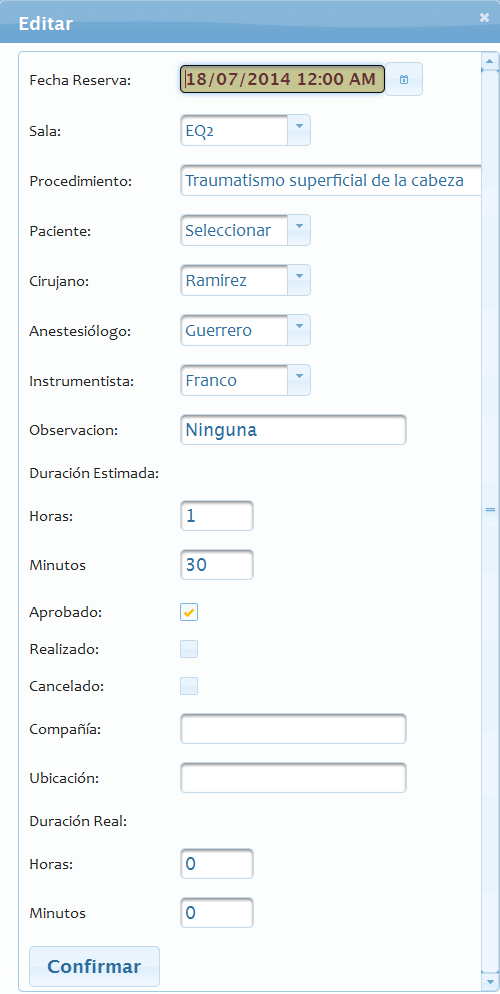 Editar
Fecha Reserva: 18/07/2014 12:00 AM
Sala: EQ2
Procedimiento: Traumatismo superficial de la cabeza
Paciente: Seleccionar
Cirujano: Ramirez
Anestesiólogo: Guerrero
Instrumentista: Franco
Observacion: Ninguna
Duración Estimada:
Horas: 1
Minutos 30
Aprobado:
Realizado:
Cancelado:
Compañía:
Ubicación:
Duración Real:
Horas: 0
Minutos 0
Confirmar